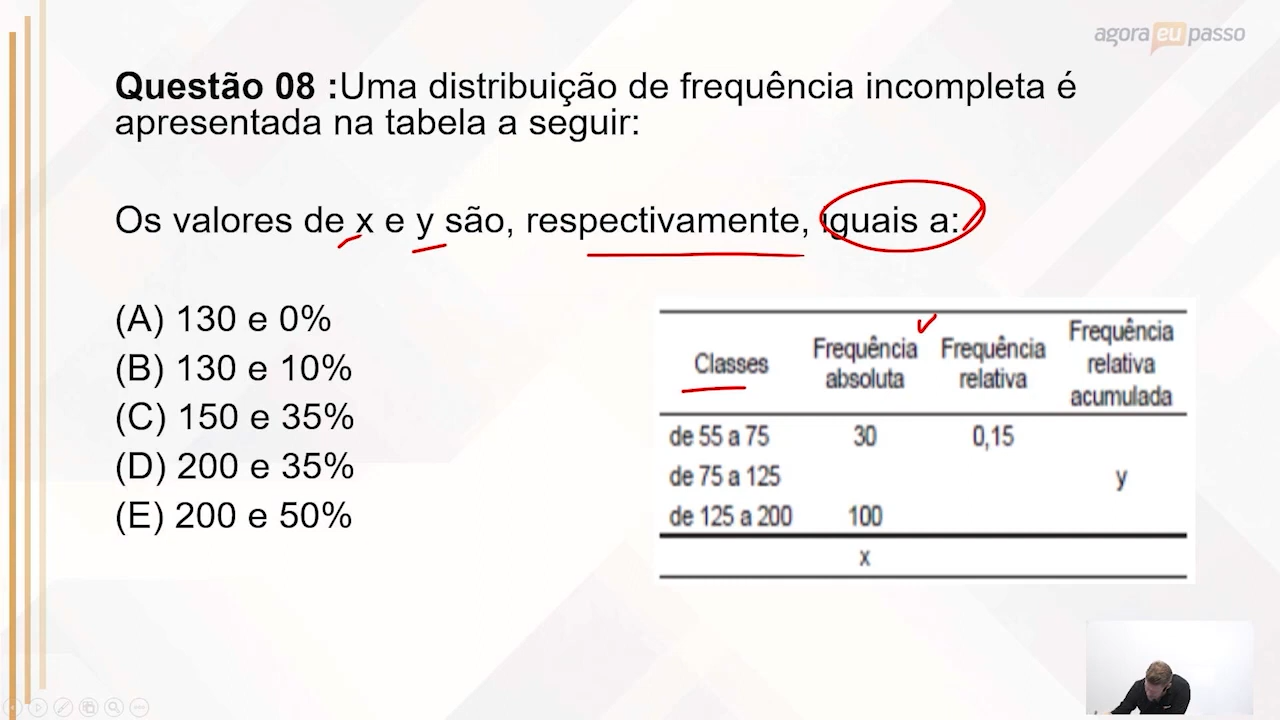 agora eu passo
Questão 08 :Uma distribuição de frequência incompleta é
apresentada na tabela a seguir:
Os valores de x e y são, respectivamente, iguais a:
(A) 130 e 0%
(B) 130 e 10%
(C) 150 e 35%
(D) 200 e 35%
(E) 200 e 50%
Classes Frequência absoluta Frequência relativa Frequência relativa acumulada
de 55 a 75 30 0,15
de 75 a 125 y
de 125 a 200 100
x